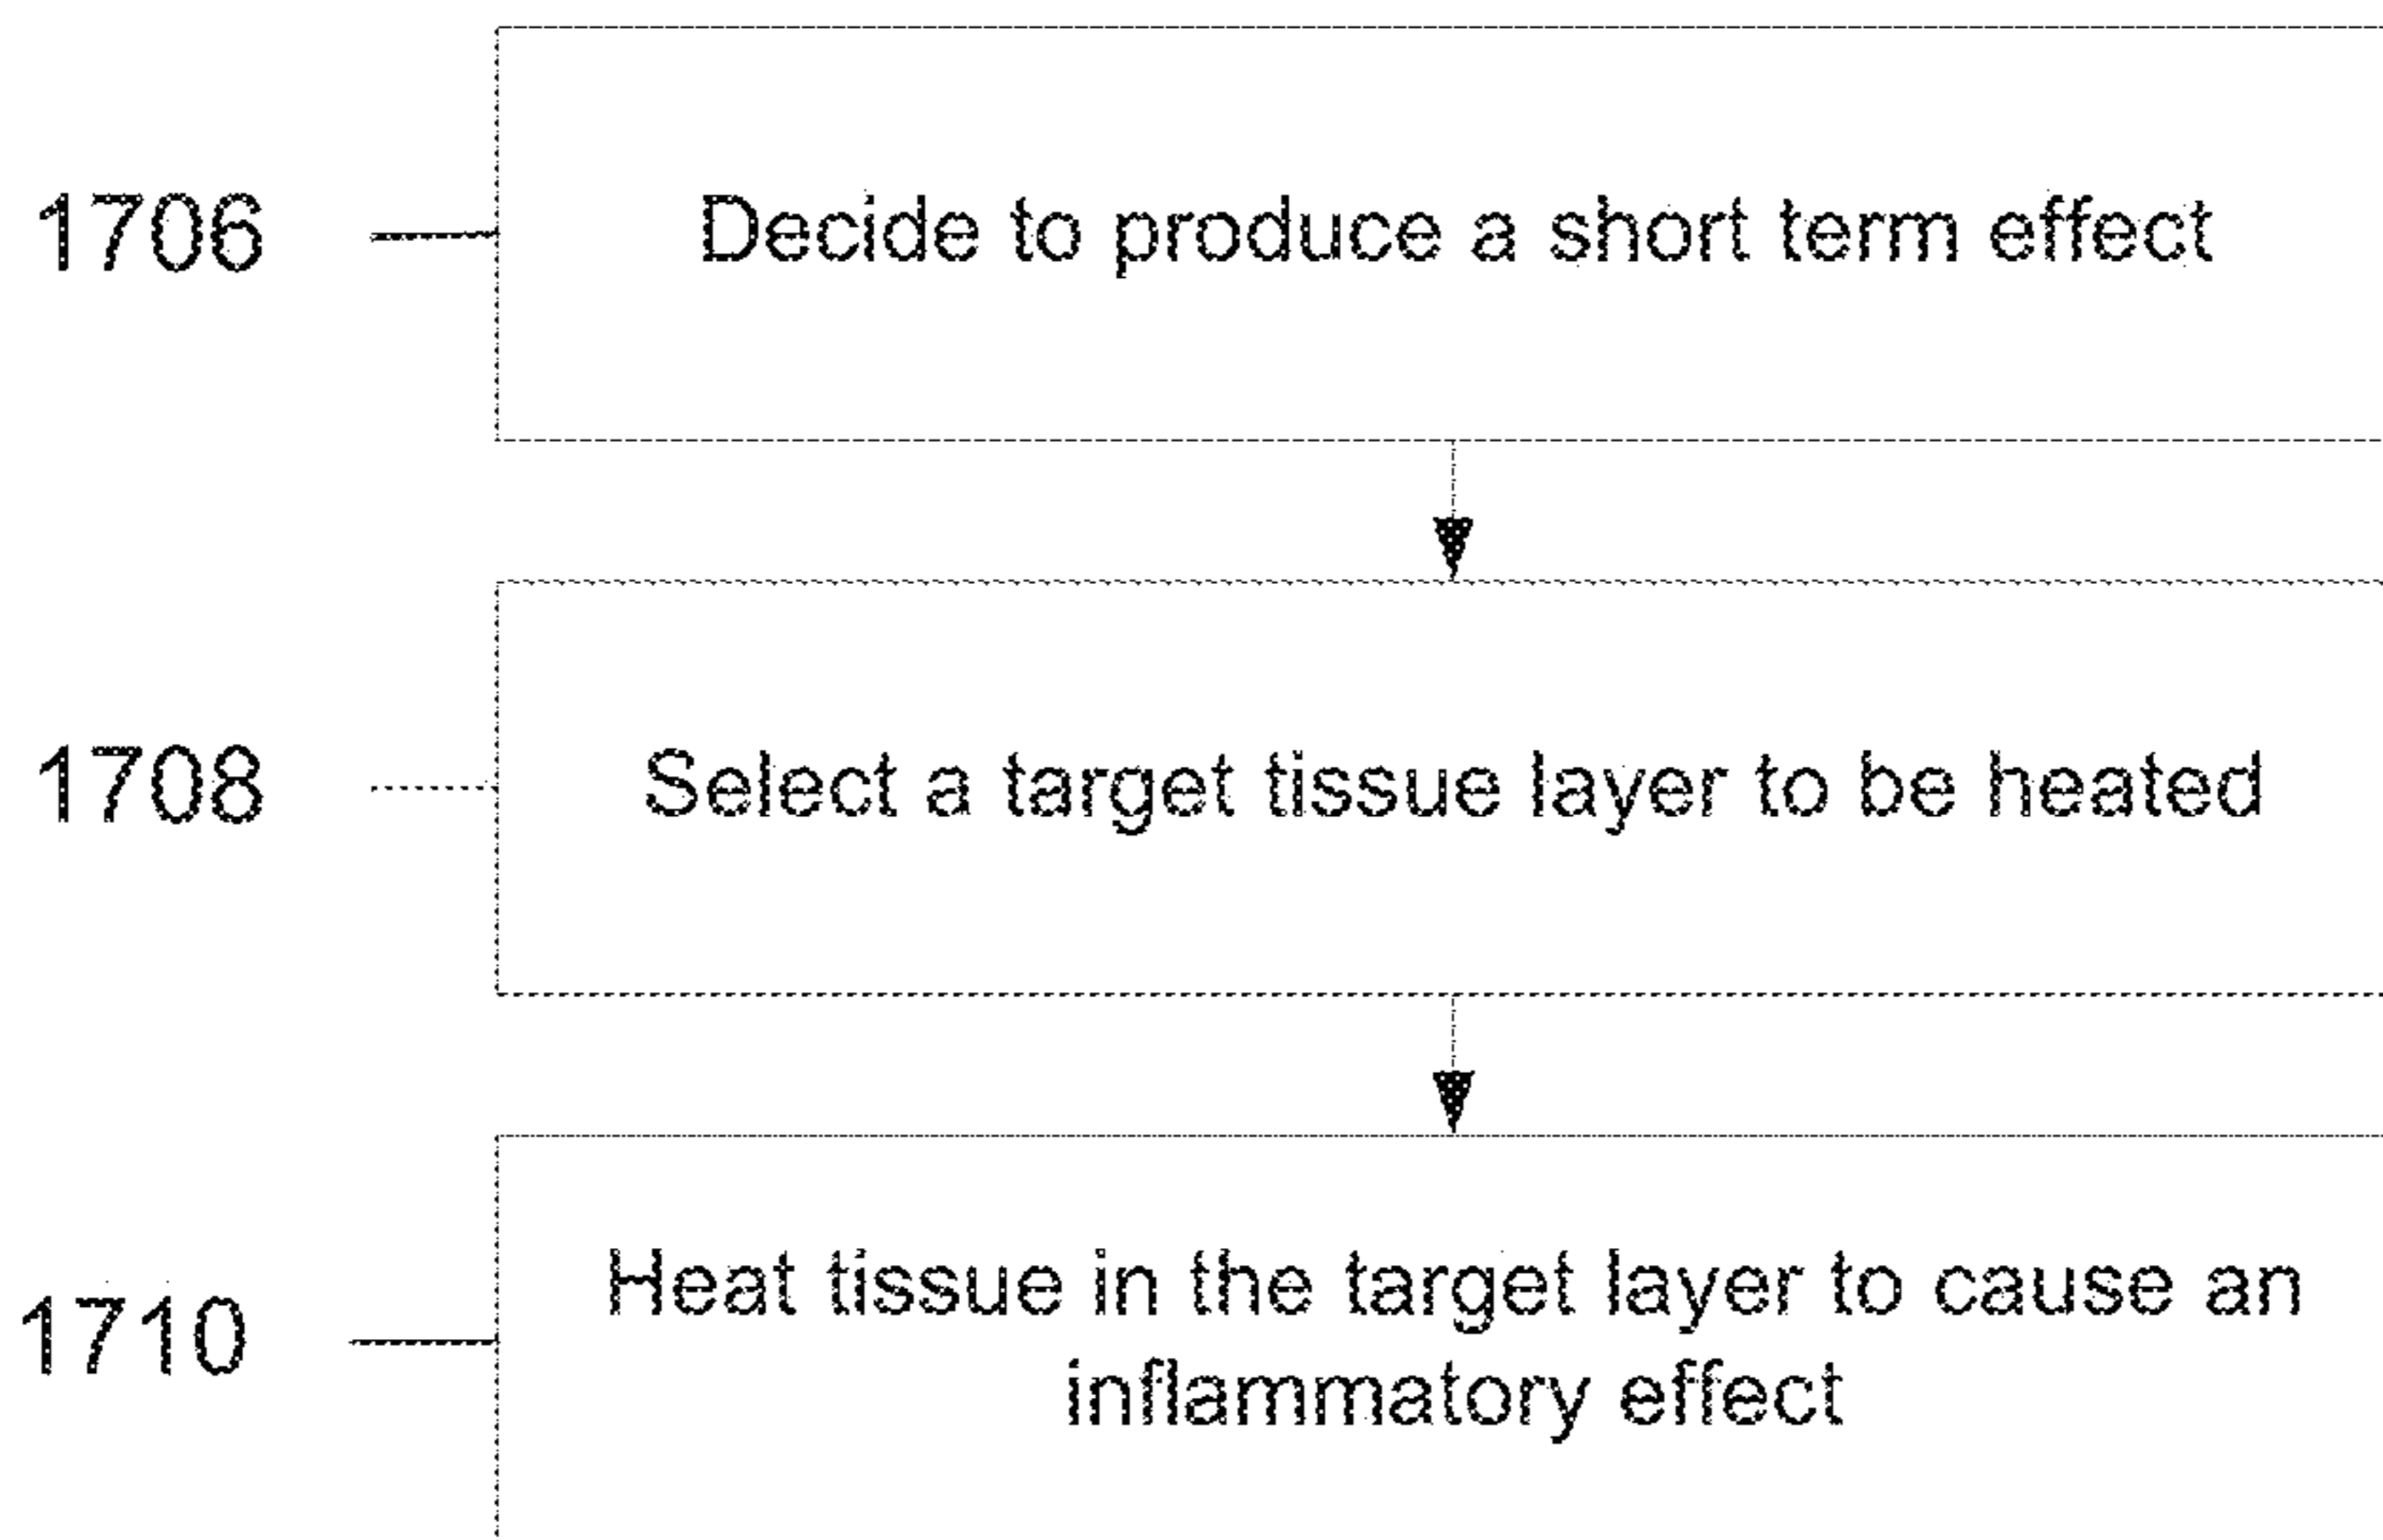 1706
Decide to produce a short term effect
1708
Select a target tissue layer to be heated
1710
Heat tissue in the target layer to cause an
inflammatory effect